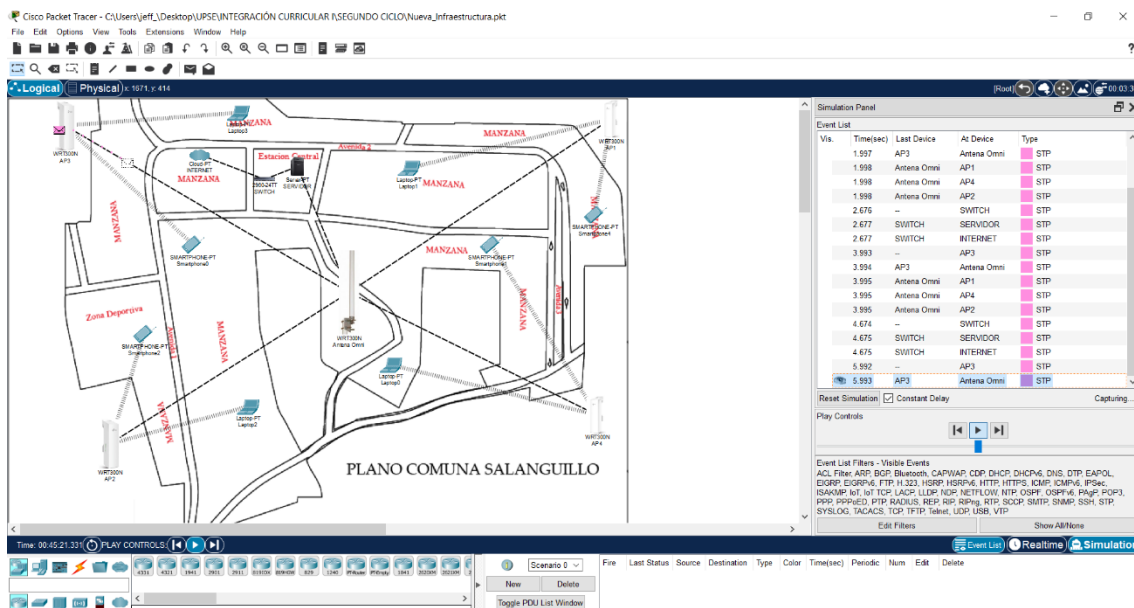 Cisco Packet Tracer - C:\Users\jeff_\Desktop\UPSE\INTEGRACIÓN CURRICULAR I\SEGUNDO CICLO\Nueva_Infraestructura.pkt
File Edit Options View Tools Extensions Window Help
?
Logical Physical x: 1671, y: 414
[Root] 00:03:3
WRT300N
AP3
Laptop-PT
Laptop3
MANZANA
MANZANA
WRT300N
AP1
Avenida 2
Cloud-PT
INTERNET
MANZANA
Estacion Central
2960-24TT
SWITCH
Server-PT
SERVIDOR
Laptop-PT
Laptop1
MANZANA
MANZANA
SMARTPHONE-PT
Smartphone4
MANZANA
SMARTPHONE-PT
Smartphone0
MANZANA
SMARTPHONE-PT
MANZANA
Avenida
Zona Deportiva
Avenida 1
MANZANA
SMARTPHONE-PT
Smartphone2
WRT300N
Antena Omni
Laptop-PT
Laptop0
Laptop-PT
Laptop2
MANZANA
WRT300N
AP2
WRT300N
AP4
PLANO COMUNA SALANGUILLO
Simulation Panel
Event List
Vis. Time(sec) Last Device At Device Type
1.997 AP3 Antena Omni STP
1.998 Antena Omni AP1 STP
1.998 Antena Omni AP4 STP
1.998 Antena Omni AP2 STP
2.676 -- SWITCH STP
2.677 SWITCH SERVIDOR STP
2.677 SWITCH INTERNET STP
3.993 -- AP3 STP
3.994 AP3 Antena Omni STP
3.995 Antena Omni AP1 STP
3.995 Antena Omni AP4 STP
3.995 Antena Omni AP2 STP
4.674 -- SWITCH STP
4.675 SWITCH SERVIDOR STP
4.675 SWITCH INTERNET STP
5.992 -- AP3 STP
5.993 AP3 Antena Omni STP
Reset Simulation Constant Delay Capturing...
Play Controls
Event List Filters - Visible Events
ACL Filter, ARP, BGP, Bluetooth, CAPWAP, CDP, DHCP, DHCPv6, DNS, DTP, EAPOL,
EIGRP, EIGRPv6, FTP, H.323, HSRP, HSRPv6, HTTP, HTTPS, ICMP, ICMPv6, IPSec,
ISAKMP, IoT, IoT TCP, LACP, LLDP, NDP, NETFLOW, NTP, OSPF, OSPFv6, PAgP, POP3,
PPP, PPPoED, PTP, RADIUS, REP, RIP, RIPng, RTP, SCCP, SMTP, SNMP, SSH, STP,
SYSLOG, TACACS, TCP, TFTP, Telnet, UDP, USB, VTP
Edit Filters Show All/None
Time: 00:45:21.331 PLAY CONTROLS:
Event List Realtime Simulation
4331 4321 1941 2901 2911 819IOX 819HGW 829 1240 PT-Router PT-Empty 1841
Scenario 0
New Delete
Toggle PDU List Window
Fire Last Status Source Destination Type Color Time(sec) Periodic Num Edit Delete